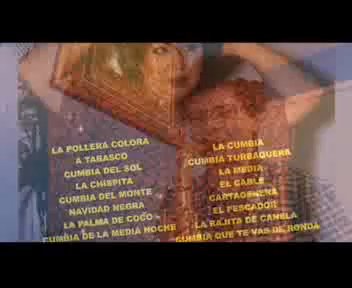 LA POLLERA COLORA
A TABASCO
CUMBIA DEL SOL
LA CHISPITA
CUMBIA DEL MONTE
NAVIDAD NEGRA
LA PALMA DE COCO
CUMBIA DE LA MEDIA NOCHE
LA CUMBIA
CUMBIA TURBAQUERA
LA MEDIA
EL CABLE
CARTAGENERA
EL PESCADOR
LA RAJITA DE CANELA
CUMBIA QUE TE VAS DE RONDA